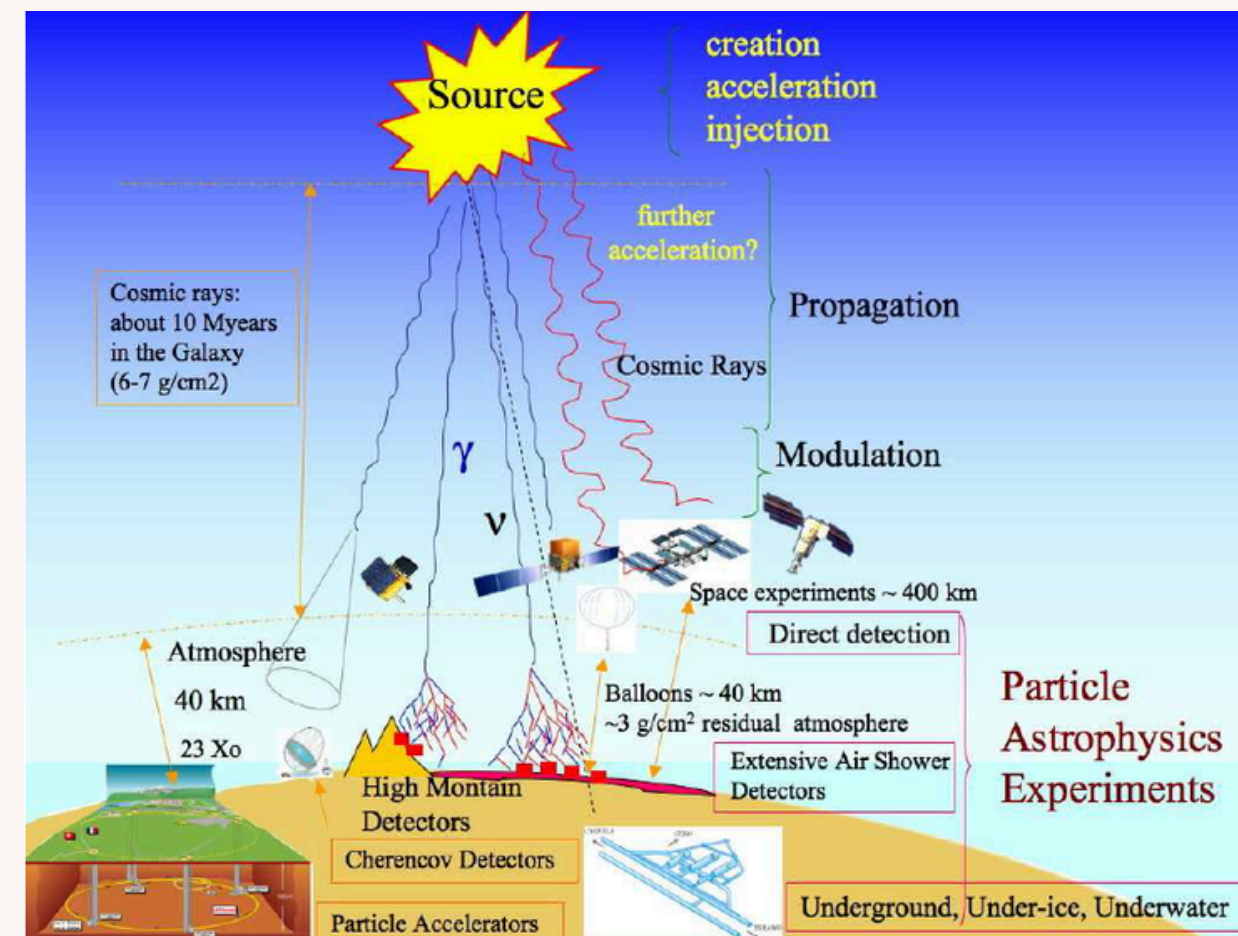 Source
creation
acceleration
injection
further
acceleration?
Cosmic rays:
about 10 Myears
in the Galaxy
(6-7 g/cm2)
Propagation
Cosmic Rays
γ
Modulation
ν
Space experiments ~ 400 km
Direct detection
Atmosphere
40 km
23 Xo
Balloons ~ 40 km
~3 g/cm² residual atmosphere
Particle
Astrophysics
Experiments
Extensive Air Shower
Detectors
High Montain
Detectors
Cherencov Detectors
Particle Accelerators
Underground, Under-ice, Underwater